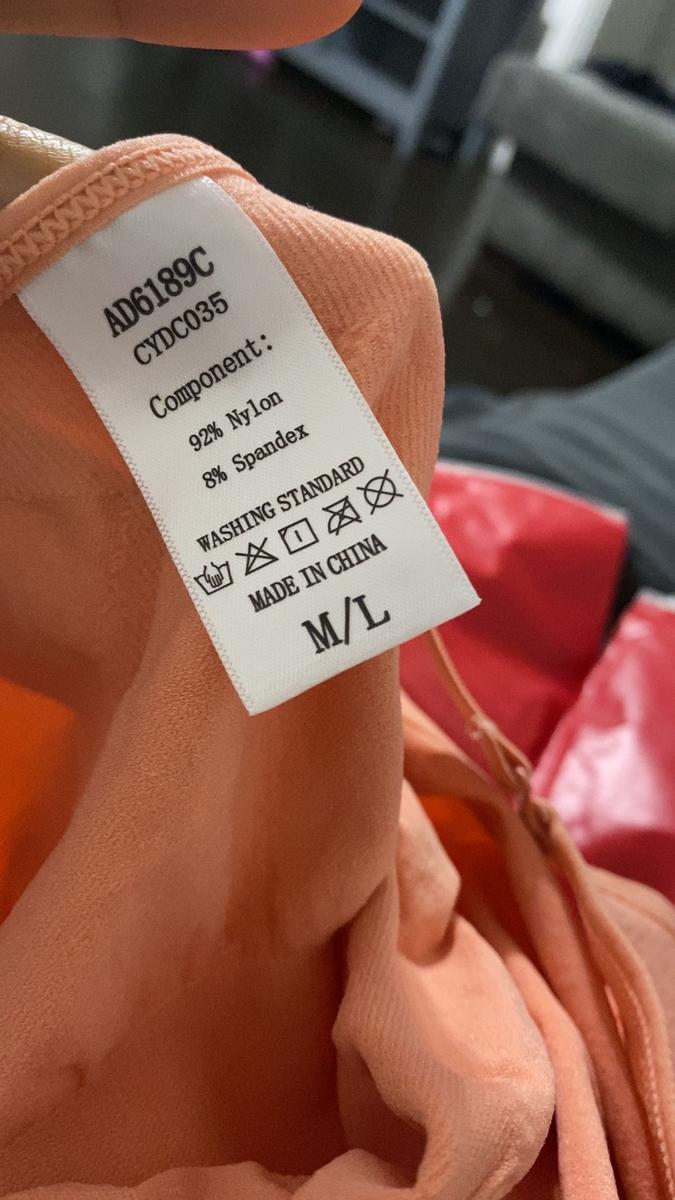 AD6189C
CYDC035
Component:
92% Nylon
8% Spandex
WASHING STANDARD
MADE IN CHINA
M/L